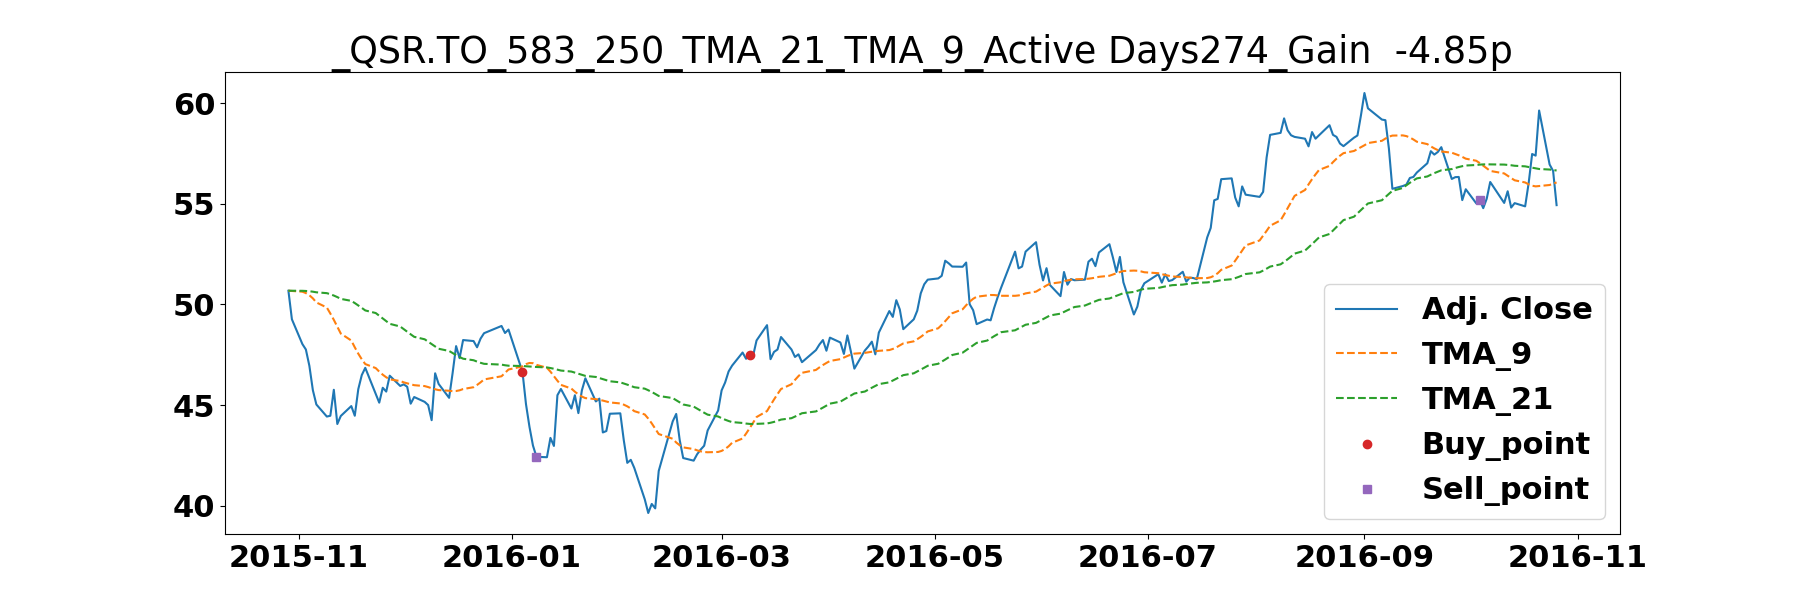 _QSR.TO_583_250_TMA_21_TMA_9_Active Days274_Gain  -4.85p
60
55
50
45
40
Adj. Close
TMA_9
TMA_21
Buy_point
Sell_point
2015-11 2016-01 2016-03 2016-05 2016-07 2016-09 2016-11